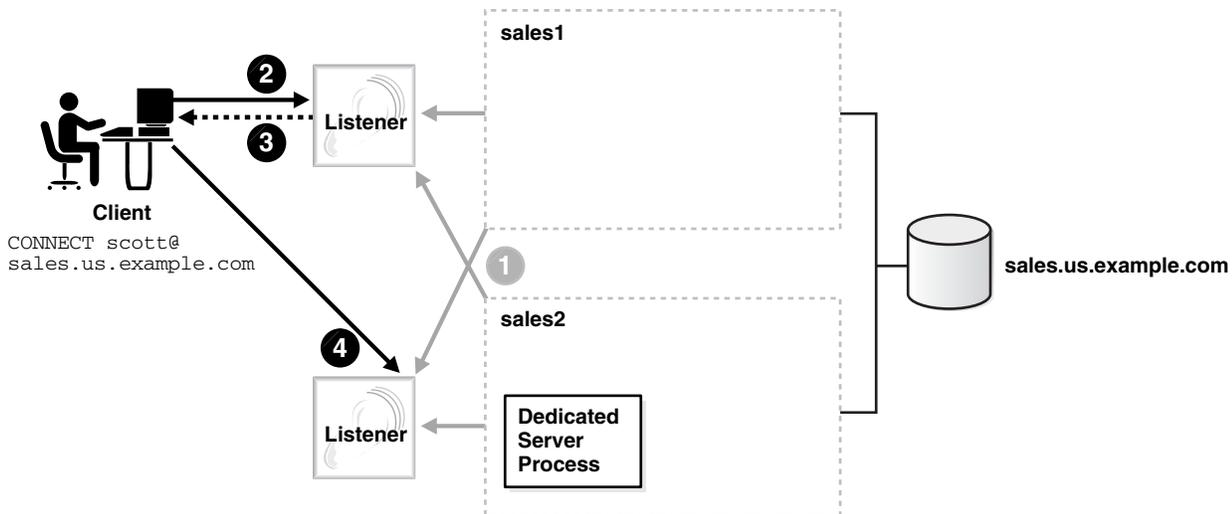 sales1
2
Listener
3
Client
CONNECT scott@
sales.us.example.com
1
sales.us.example.com
sales2
4
Listener
Dedicated
Server
Process